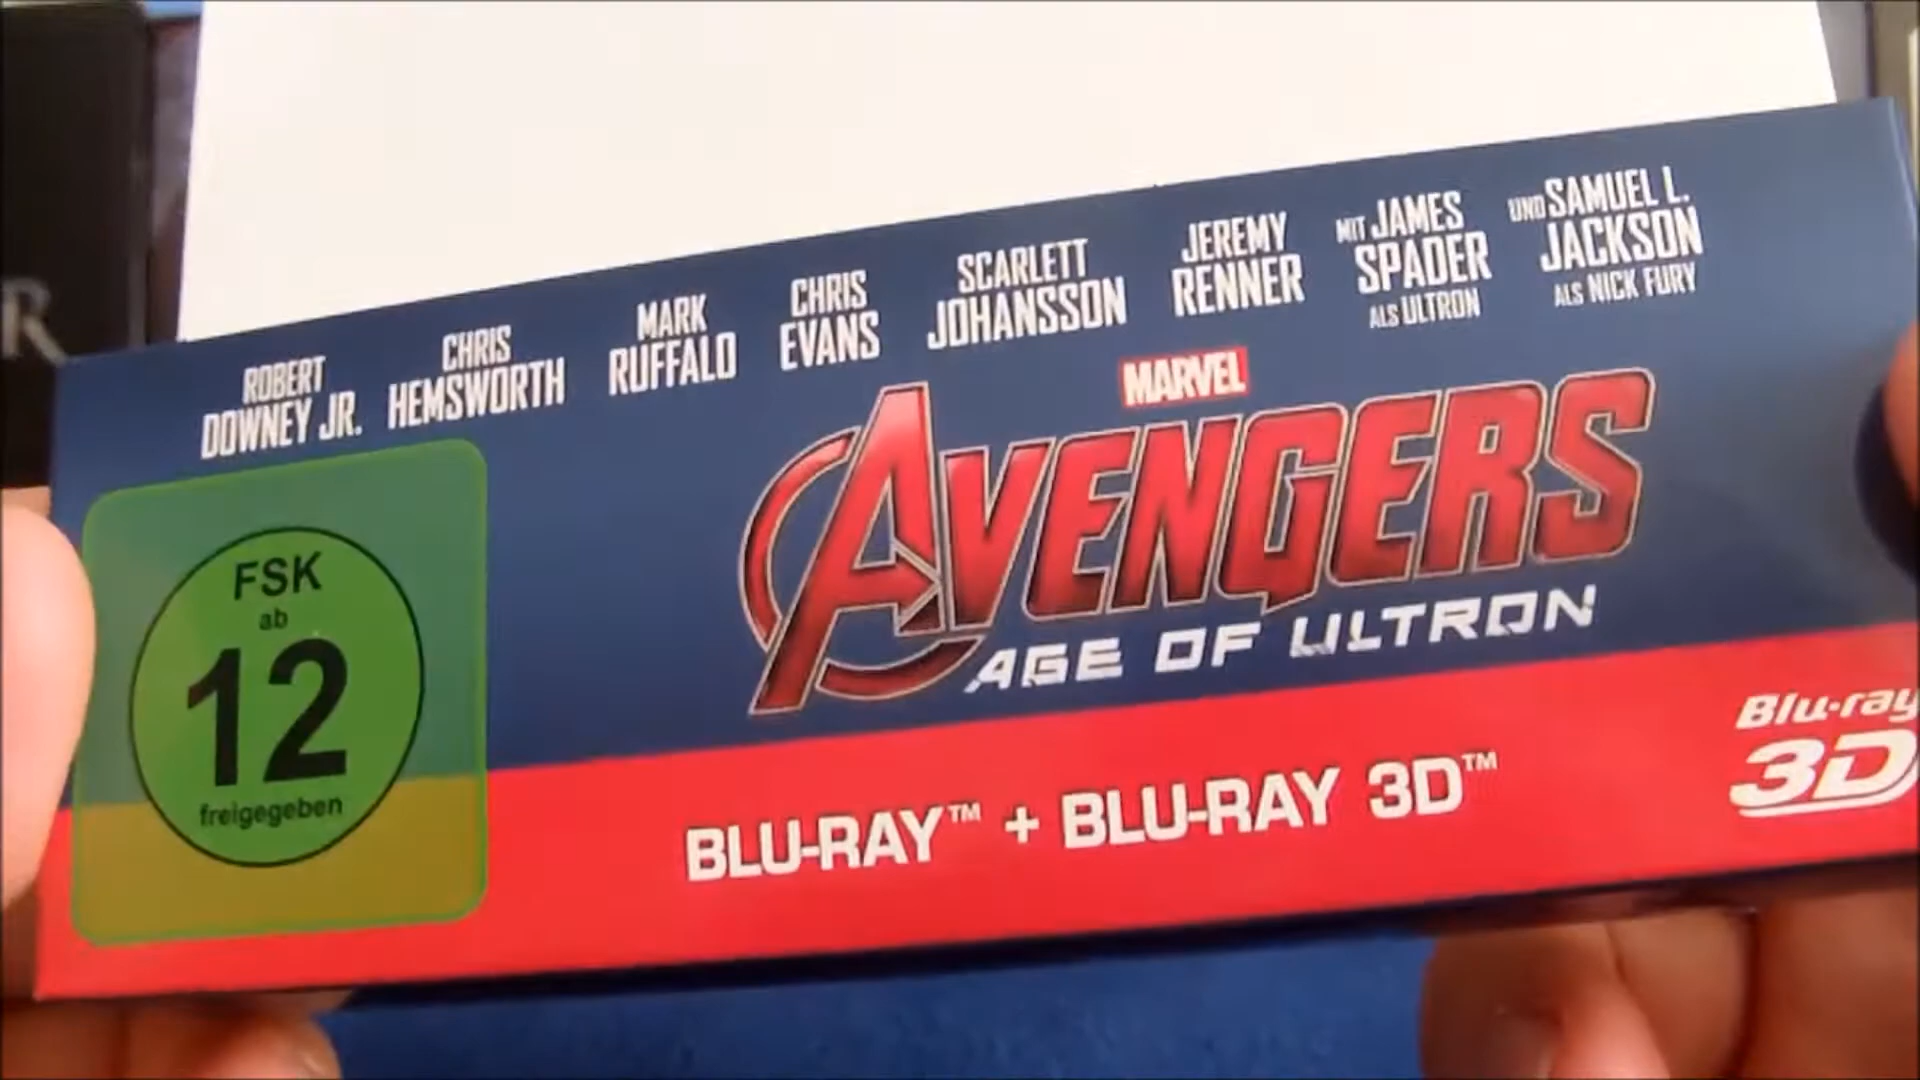 ROBERT
DOWNEY JR.
CHRIS
HEMSWORTH
MARK
RUFFALO
CHRIS
EVANS
SCARLETT
JOHANSSON
JEREMY
RENNER
MIT JAMES
SPADER
ALS ULTRON
UND SAMUEL L.
JACKSON
ALS NICK FURY
MARVEL
AVENGERS
AGE OF ULTRON
FSK
ab
12
freigegeben
BLU-RAY™ + BLU-RAY 3D™
Blu-ray
3D
R